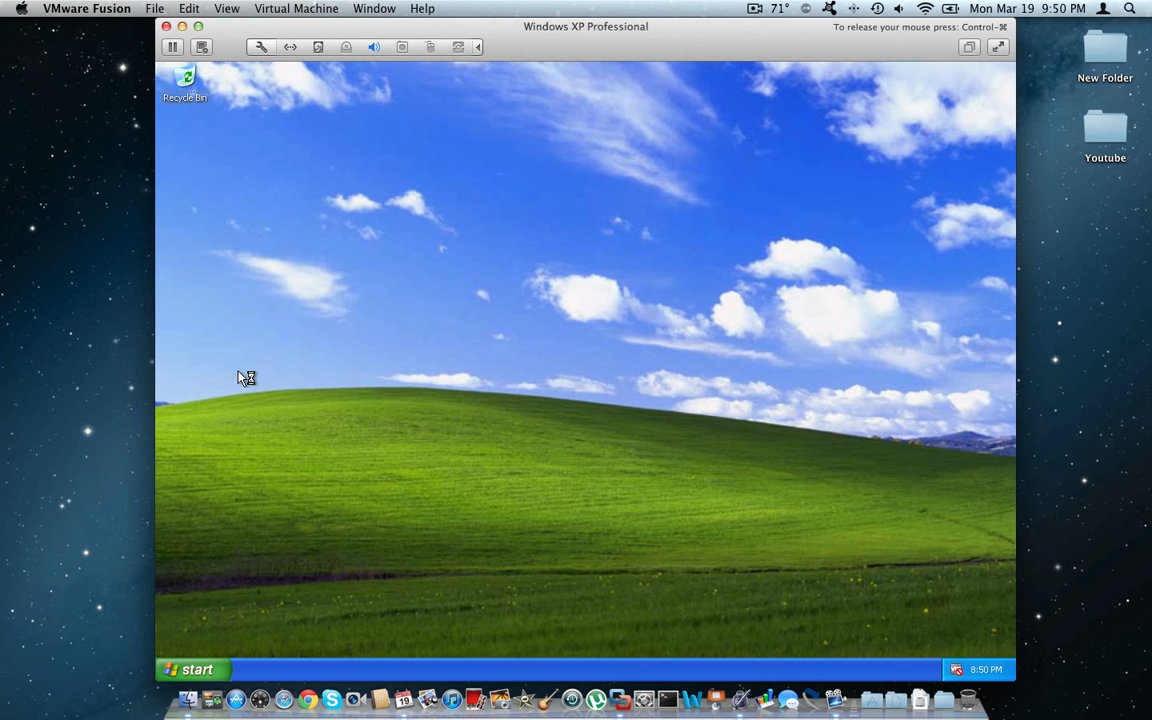 VMware Fusion File Edit View Virtual Machine Window Help 71° Mon Mar 19 9:50 PM
Windows XP Professional
To release your mouse press: Control-⌘
New Folder
Recycle Bin
Youtube
start
8:50 PM
19